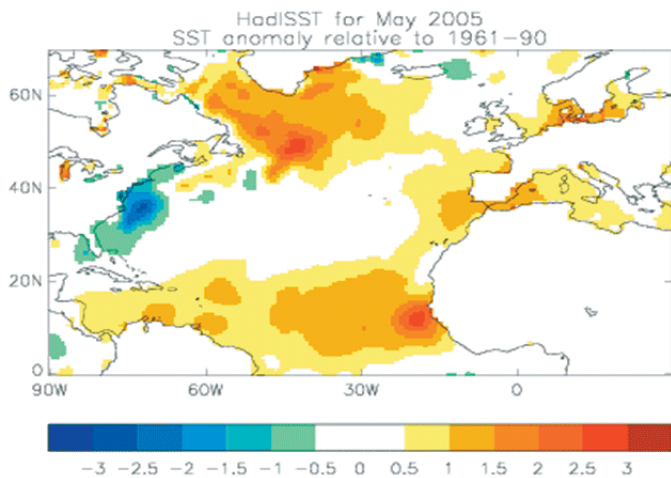 HadISST for May 2005
SST anomaly relative to 1961-90
60N
40N
20N
0
90W 60W 30W 0
-3 -2.5 -2 -1.5 -1 -0.5 0 0.5 1 1.5 2 2.5 3